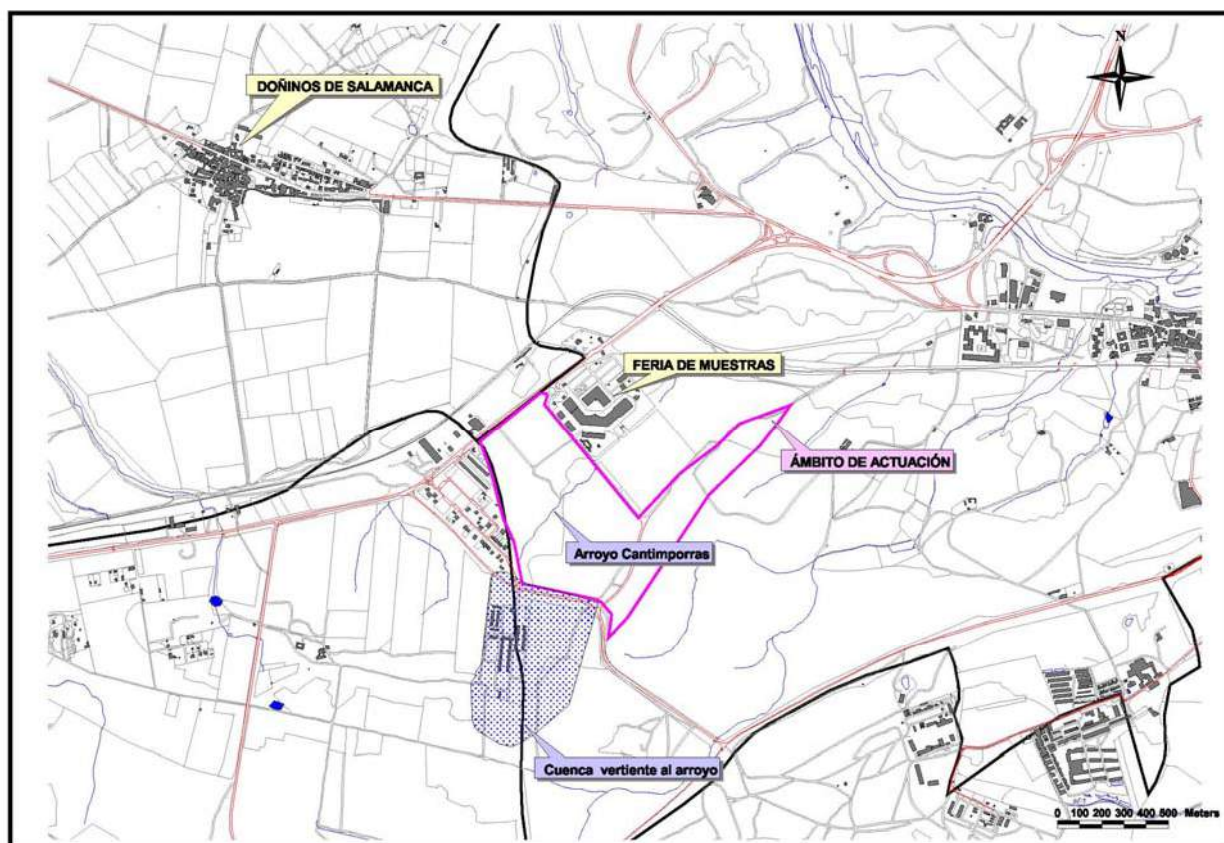 N
DOÑINOS DE SALAMANCA
FERIA DE MUESTRAS
ÁMBITO DE ACTUACIÓN
Arroyo Cantimporras
Cuenca vertiente al arroyo
0 100 200 300 400 500 Meters